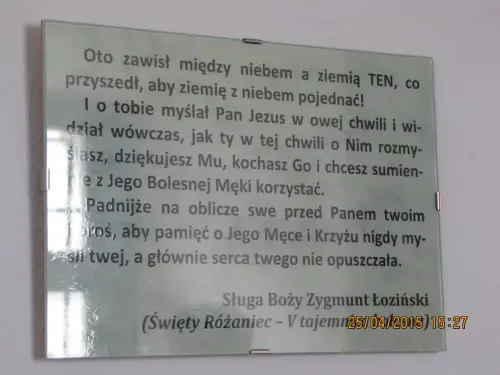 Oto zawisł między niebem a ziemią TEN, co
przyszedł, aby ziemię z niebem pojednać!
I o tobie myślał Pan Jezus w owej chwili i wi-
dział wówczas, jak ty w tej chwili o Nim rozmy-
ślasz, dziękujesz Mu, kochasz Go i chcesz sumien-
nie z Jego Bolesnej Męki korzystać.
Padnijże na oblicze swe przed Panem twoim
i proś, aby pamięć o Jego Męce i Krzyżu nigdy my-
śli twej, a głównie serca twego nie opuszczała.
Sługa Boży Zygmunt Łoziński
(Święty Różaniec – V
25/04/2015 15:27